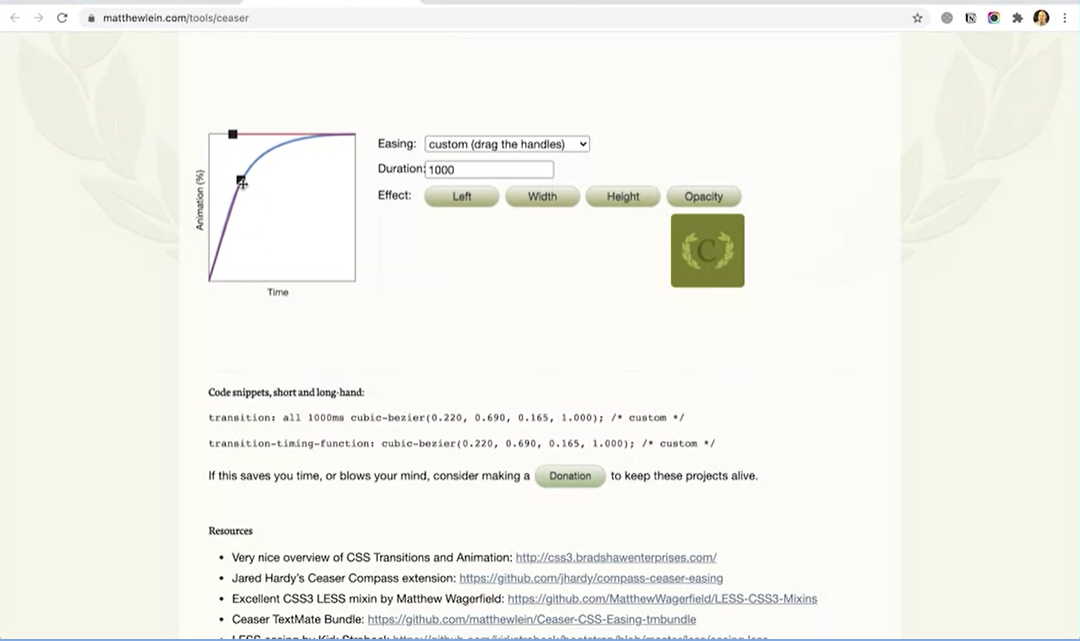 matthewlein.com/tools/ceaser
Easing: custom (drag the handles)
Duration: 1000
Effect: Left Width Height Opacity
Animation (%)
C
Time
Code snippets, short and long-hand:
transition: all 1000ms cubic-bezier(0.220, 0.690, 0.165, 1.000); /* custom */
transition-timing-function: cubic-bezier(0.220, 0.690, 0.165, 1.000); /* custom */
If this saves you time, or blows your mind, consider making a Donation to keep these projects alive.
Resources
• Very nice overview of CSS Transitions and Animation: http://css3.bradshawenterprises.com/
• Jared Hardy's Ceaser Compass extension: https://github.com/jhardy/compass-ceaser-easing
• Excellent CSS3 LESS mixin by Matthew Wagerfield: https://github.com/MatthewWagerfield/LESS-CSS3-Mixins
• Ceaser TextMate Bundle: https://github.com/matthewlein/Ceaser-CSS-Easing-tmbundle